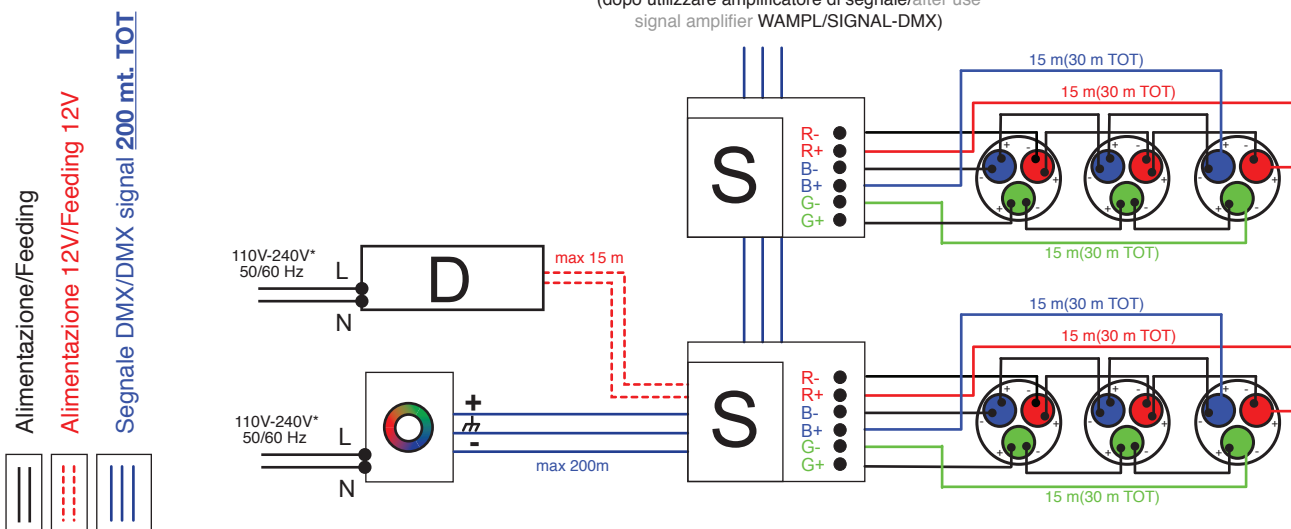 (dopo utilizzare amplificatore di segnale/after use
signal amplifier WAMPL/SIGNAL-DMX)
Alimentazione/Feeding
Alimentazione 12V/Feeding 12V
Segnale DMX/DMX signal 200 mt. TOT
15 m(30 m TOT)
15 m(30 m TOT)
S
R-
R+
B-
B+
G-
G+
+ - + - + -
- + - + - +
+ - + - + -
15 m(30 m TOT)
110V-240V*
50/60 Hz
L
N
D
max 15 m
15 m(30 m TOT)
15 m(30 m TOT)
S
R-
R+
B-
B+
G-
G+
+ - + - + -
- + - + - +
+ - + - + -
15 m(30 m TOT)
110V-240V*
50/60 Hz
L
N
+
-
max 200m